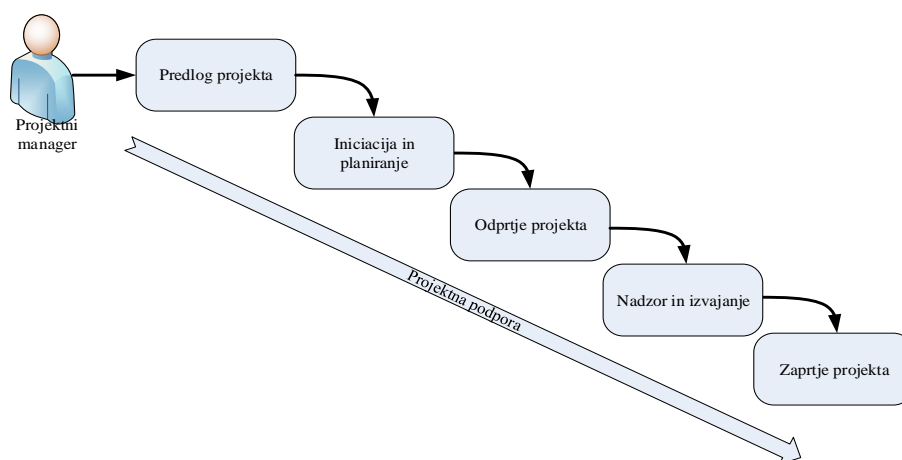 Predlog projekta
Projektni
manager
Iniciacija in
planiranje
Odprtje projekta
Projektna podpora
Nadzor in izvajanje
Zaprtje projekta